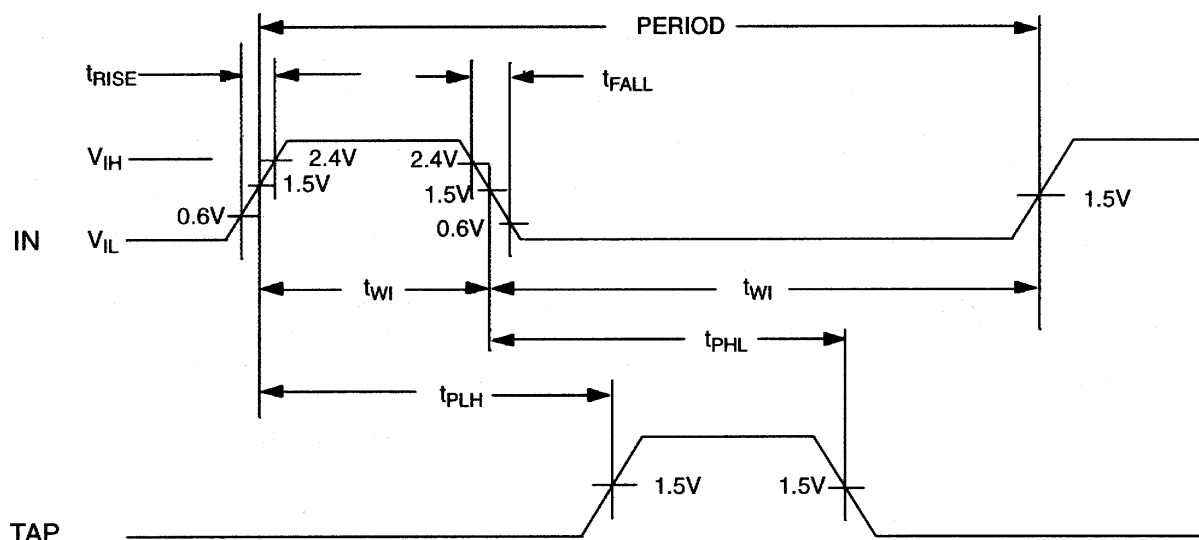 PERIOD
tRISE
tFALL
VIH
2.4V
2.4V
1.5V
1.5V
1.5V
0.6V
0.6V
IN
VIL
tWI
tWI
tPHL
tPLH
1.5V
1.5V
TAP